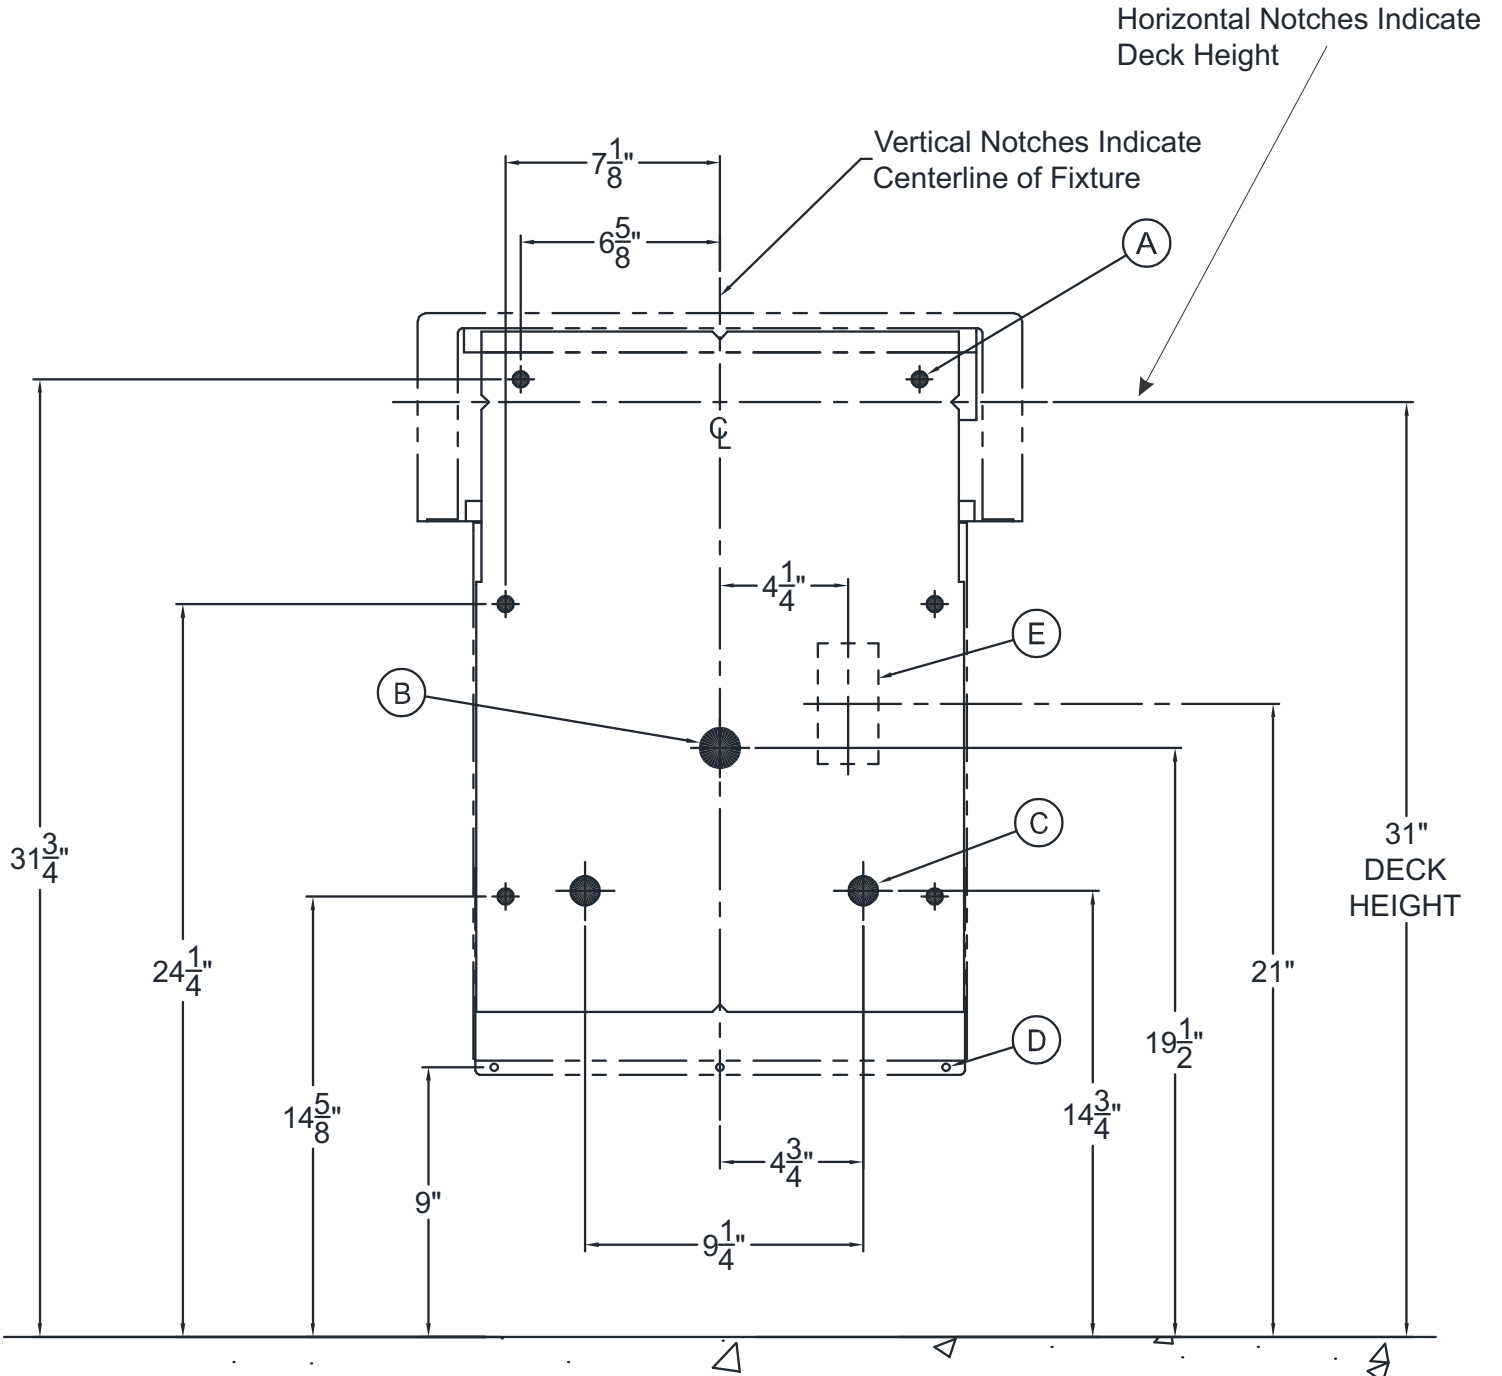 Horizontal Notches Indicate
Deck Height
Vertical Notches Indicate
Centerline of Fixture
7 1/8"
6 5/8"
A
CL
4 1/4"
E
B
C
31 3/4"
31"
DECK
HEIGHT
24 1/4"
21"
D
19 1/2"
14 5/8"
14 3/4"
4 3/4"
9"
9 1/4"